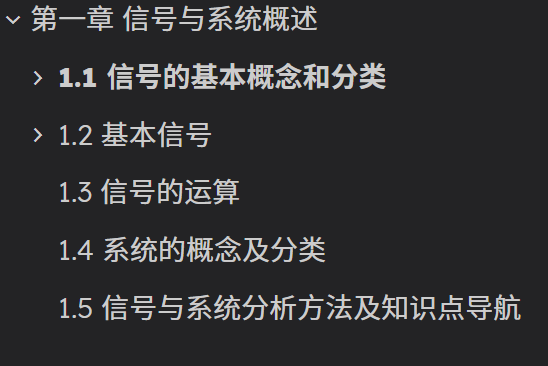 第一章 信号与系统概述
1.1 信号的基本概念和分类
1.2 基本信号
1.3 信号的运算
1.4 系统的概念及分类
1.5 信号与系统分析方法及知识点导航